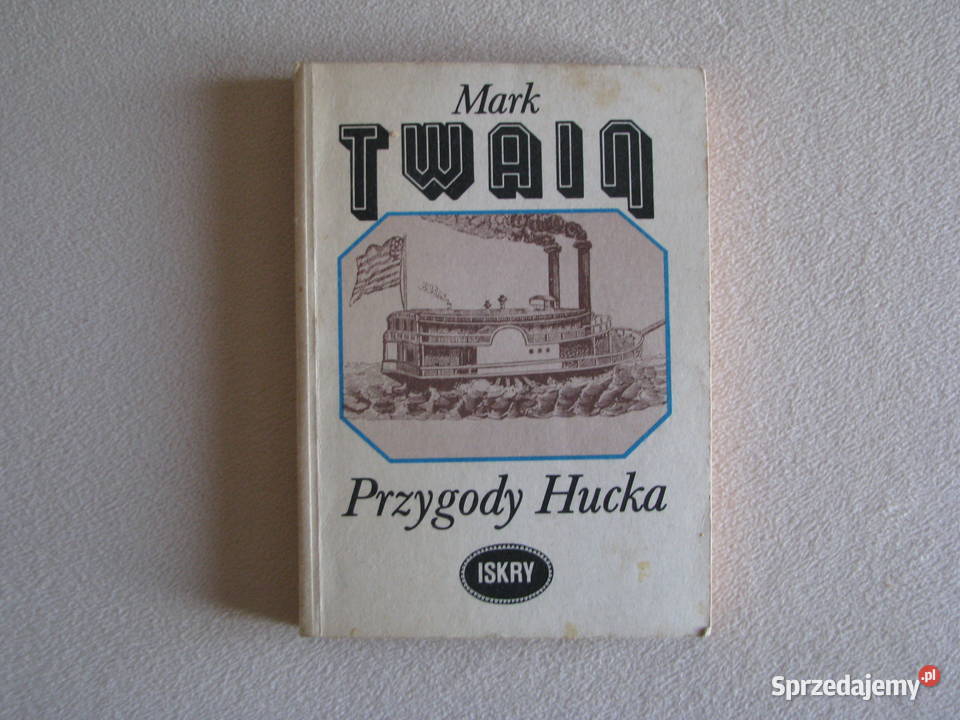 Mark
TWAIN
Przygody Hucka
ISKRY
Sprzedajemy.pl